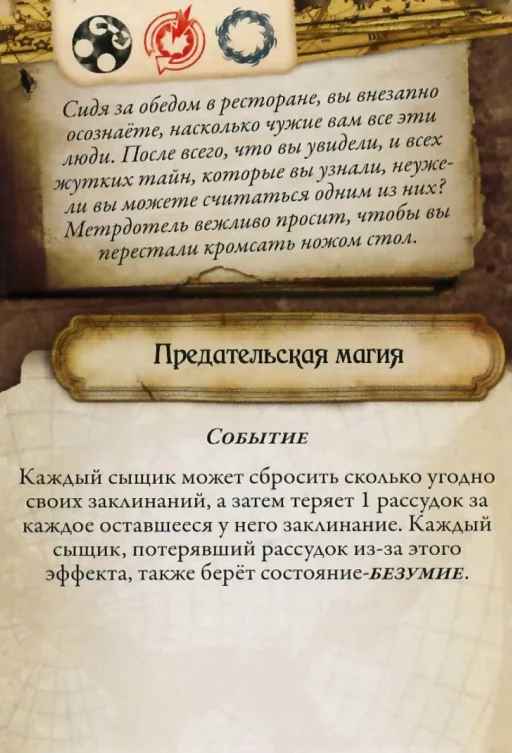 Сидя за обедом в ресторане, вы внезапно
осознаёте, насколько чужие вам все эти
люди. После всего, что вы увидели, и всех
жутких тайн, которые вы узнали, неуже-
ли вы можете считаться одним из них?
Метрдотель вежливо просит, чтобы вы
перестали кромсать ножом стол.
Предательская магия
Событие
Каждый сыщик может сбросить сколько угодно
своих заклинаний, а затем теряет 1 рассудок за
каждое оставшееся у него заклинание. Каждый
сыщик, потерявший рассудок из-за этого
эффекта, также берёт состояние-БЕЗУМИЕ.